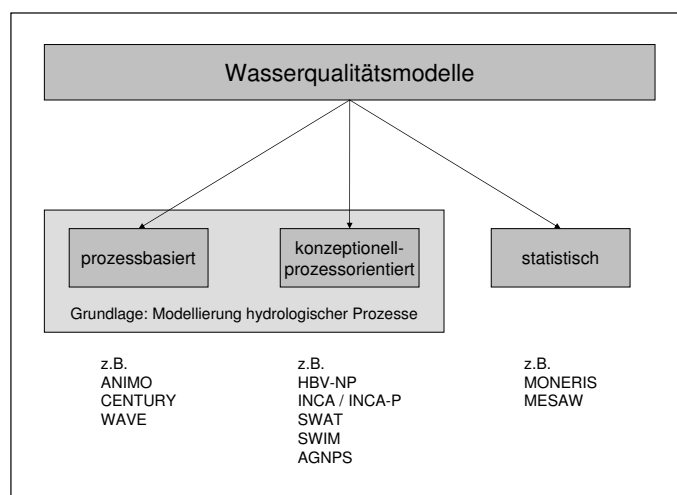 Wasserqualitätsmodelle
prozessbasiert
konzeptionell-
prozessorientiert
statistisch
Grundlage: Modellierung hydrologischer Prozesse
z.B.
ANIMO
CENTURY
WAVE
z.B.
HBV-NP
INCA / INCA-P
SWAT
SWIM
AGNPS
z.B.
MONERIS
MESAW